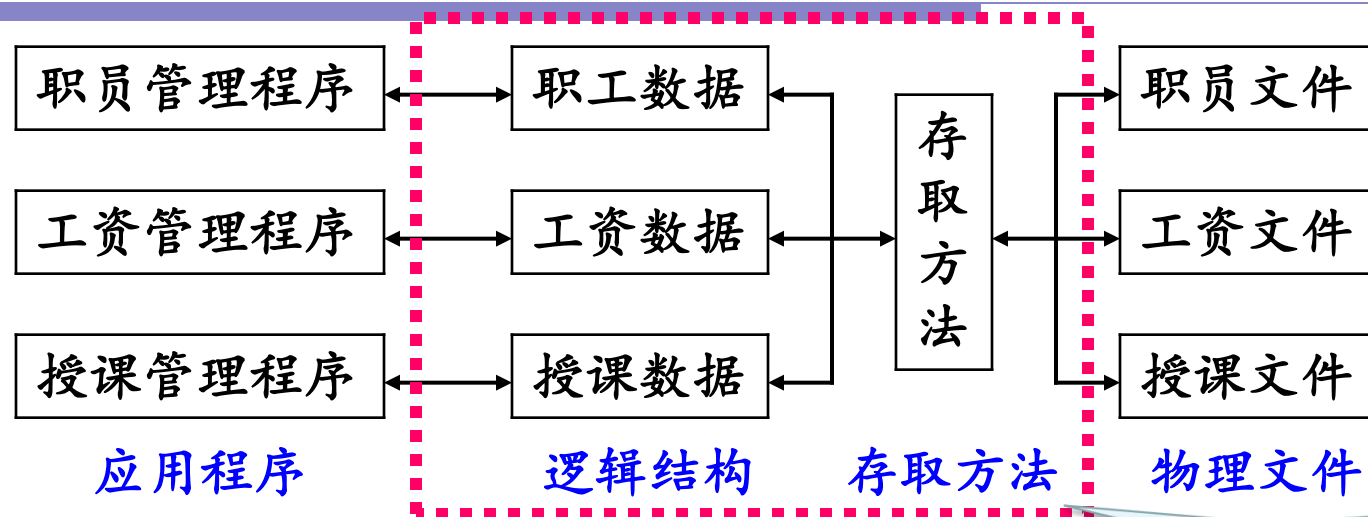 职员管理程序
职工数据
职员文件
存取方法
工资管理程序
工资数据
工资文件
授课管理程序
授课数据
授课文件
应用程序
逻辑结构
存取方法
物理文件